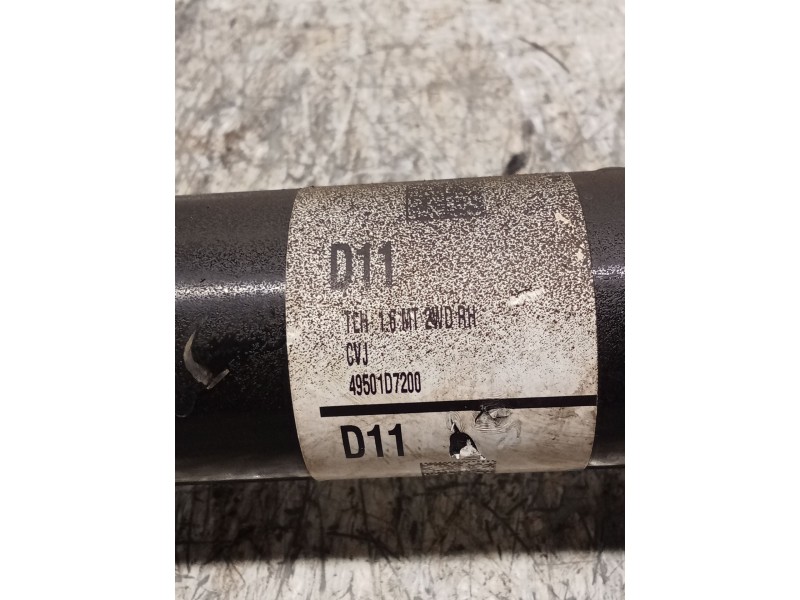 D11
TEH 1.6 MT 2WD RH
CVJ
49501D7200
D11